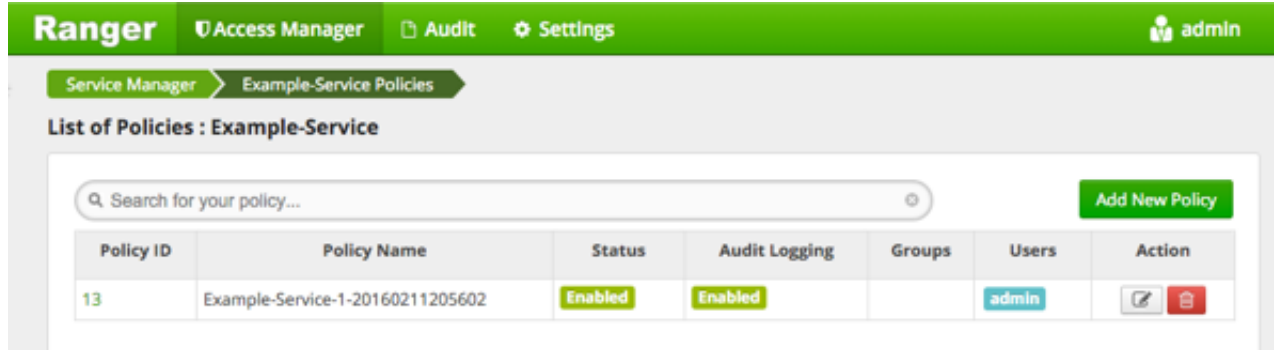 Ranger Access Manager Audit Settings admin
Service Manager Example-Service Policies
List of Policies : Example-Service
Search for your policy...
Add New Policy
Policy ID Policy Name Status Audit Logging Groups Users Action
13 Example-Service-1-20160211205602 Enabled Enabled admin